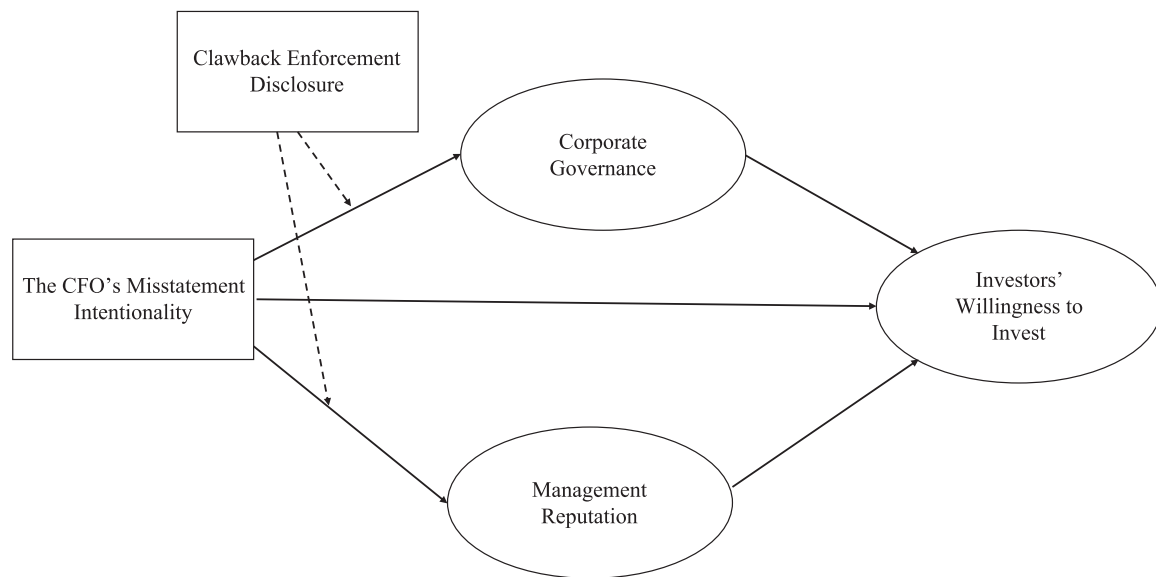 Clawback Enforcement
Disclosure
Corporate
Governance
The CFO’s Misstatement
Intentionality
Investors’
Willingness to
Invest
Management
Reputation